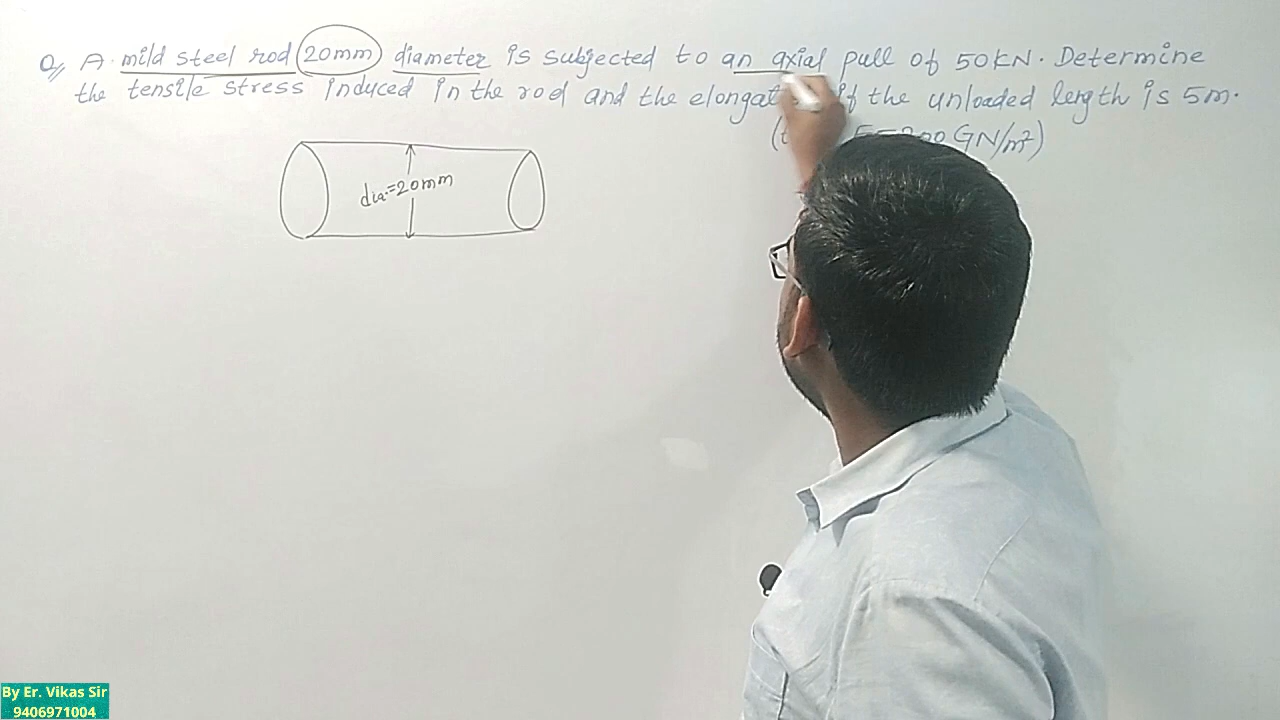 Q, A mild steel rod 20mm diameter is subjected to an axial pull of 50KN. Determine
the tensile stress induced in the rod and the elongat if the unloaded length is 5m.
GN/m²)
dia.=20mm
By Er. Vikas Sir
9406971004